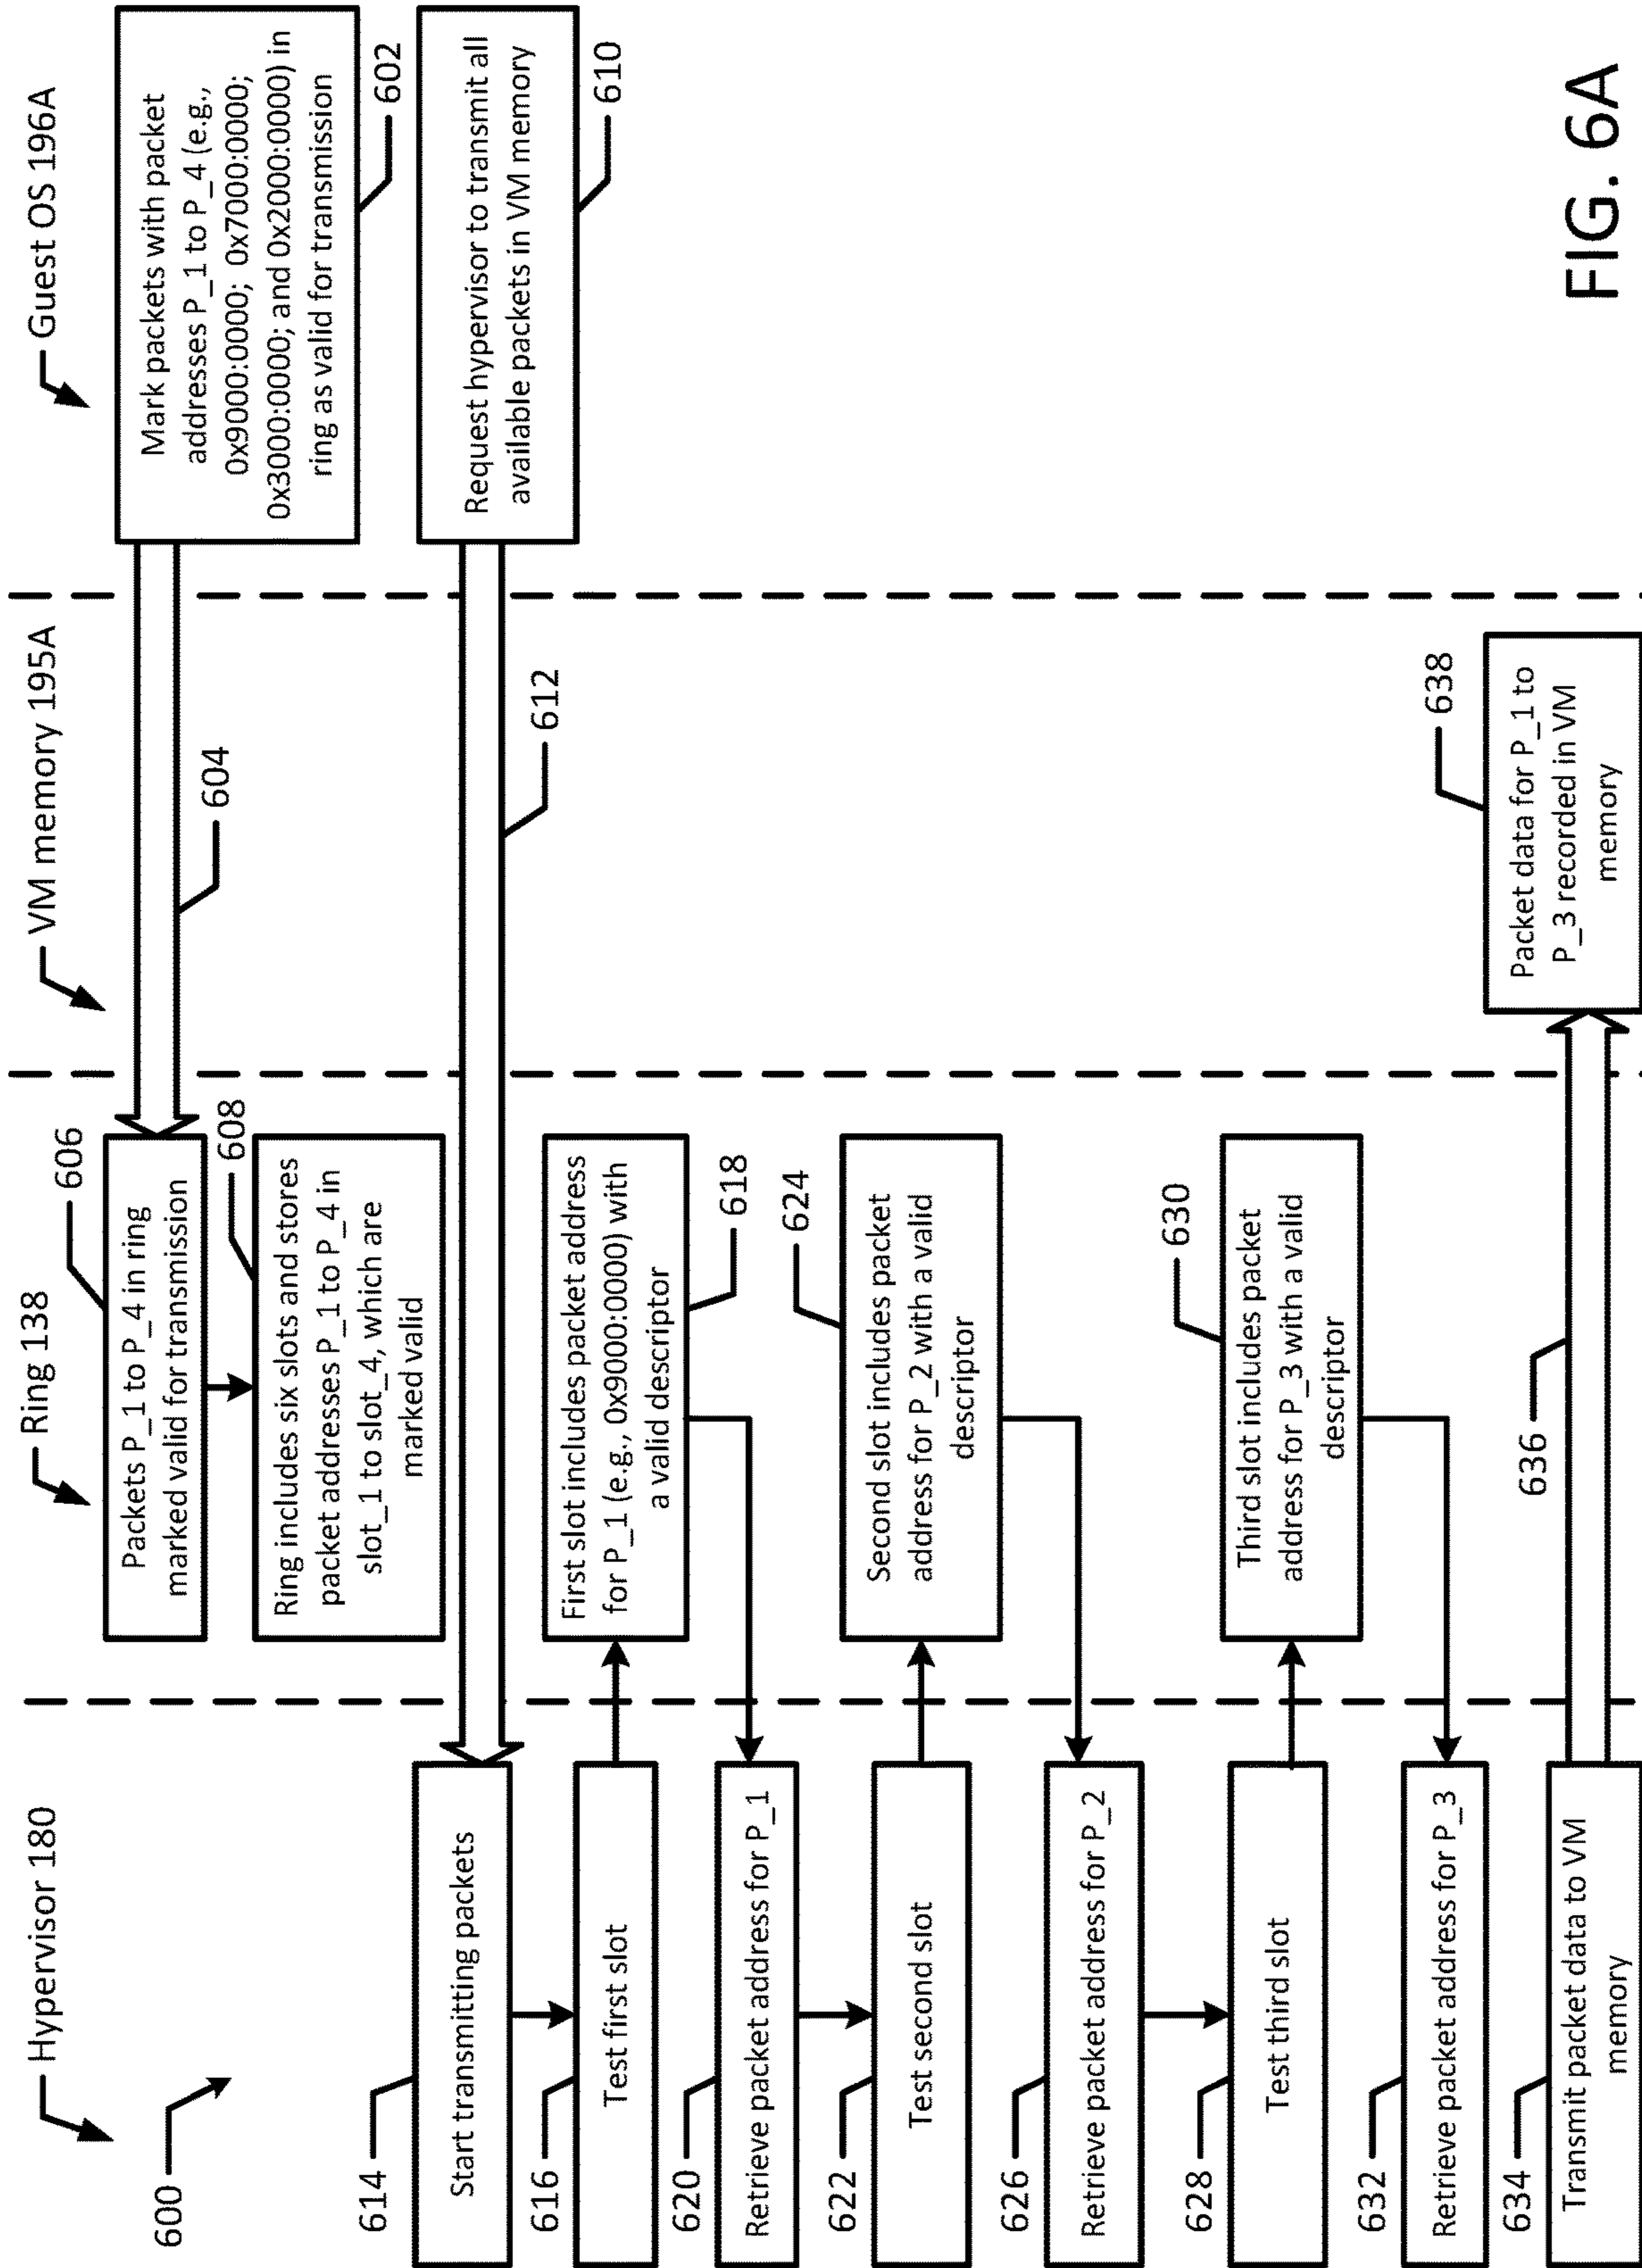 Hypervisor 180
Ring 138
VM memory 195A
Guest OS 196A
600
Mark packets with packet
addresses P_1 to P_4 (e.g.,
0x9000:0000; 0x7000:0000;
0x3000:0000; and 0x2000:0000) in
ring as valid for transmission
602
604
606
Packets P_1 to P_4 in ring
marked valid for transmission
608
Ring includes six slots and stores
packet addresses P_1 to P_4 in
slot_1 to slot_4, which are
marked valid
Request hypervisor to transmit all
available packets in VM memory
610
612
614
Start transmitting packets
616
Test first slot
First slot includes packet address
for P_1 (e.g., 0x9000:0000) with
a valid descriptor
618
620
Retrieve packet address for P_1
622
Test second slot
624
Second slot includes packet
address for P_2 with a valid
descriptor
626
Retrieve packet address for P_2
628
Test third slot
630
Third slot includes packet
address for P_3 with a valid
descriptor
632
Retrieve packet address for P_3
634
Transmit packet data to VM
memory
636
638
Packet data for P_1 to
P_3 recorded in VM
memory
FIG. 6A